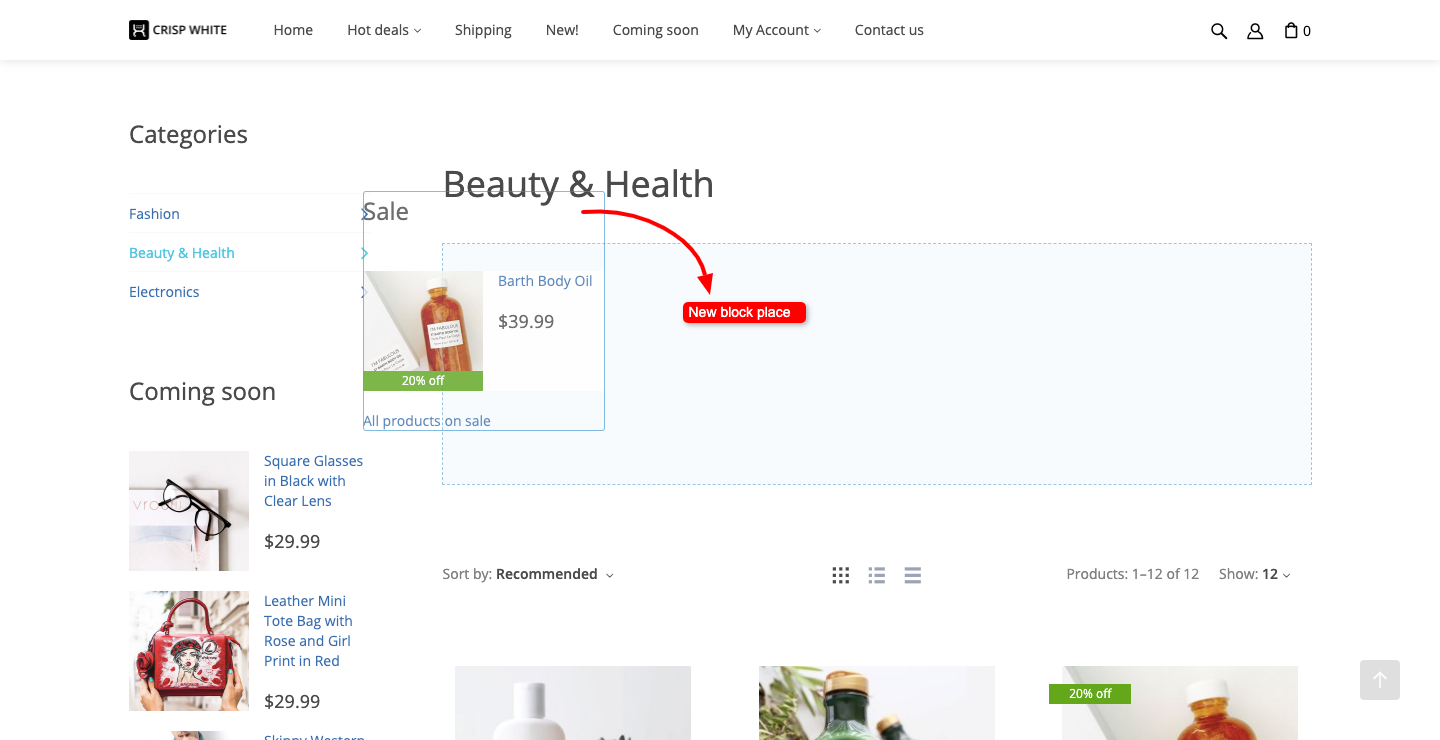 CRISP WHITE
Home
Hot deals
Shipping
New!
Coming soon
My Account
Contact us
0
Categories
Fashion
Beauty & Health
Electronics
Coming soon
Square Glasses
in Black with
Clear Lens
$29.99
Leather Mini
Tote Bag with
Rose and Girl
Print in Red
$29.99
Skinny Western
Beauty & Health
Sale
Barth Body Oil
$39.99
20% off
All products on sale
New block place
Sort by: Recommended
Products: 1–12 of 12
Show: 12
20% off